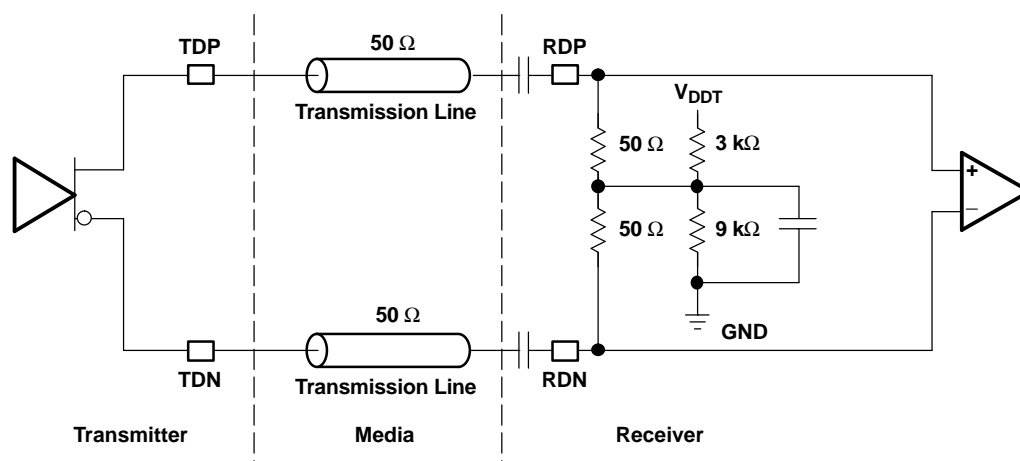 50 Ω
TDP
RDP
Transmission Line
V_DDT
50 Ω
3 kΩ
+
−
50 Ω
9 kΩ
50 Ω
GND
TDN
Transmission Line
RDN
Transmitter
Media
Receiver